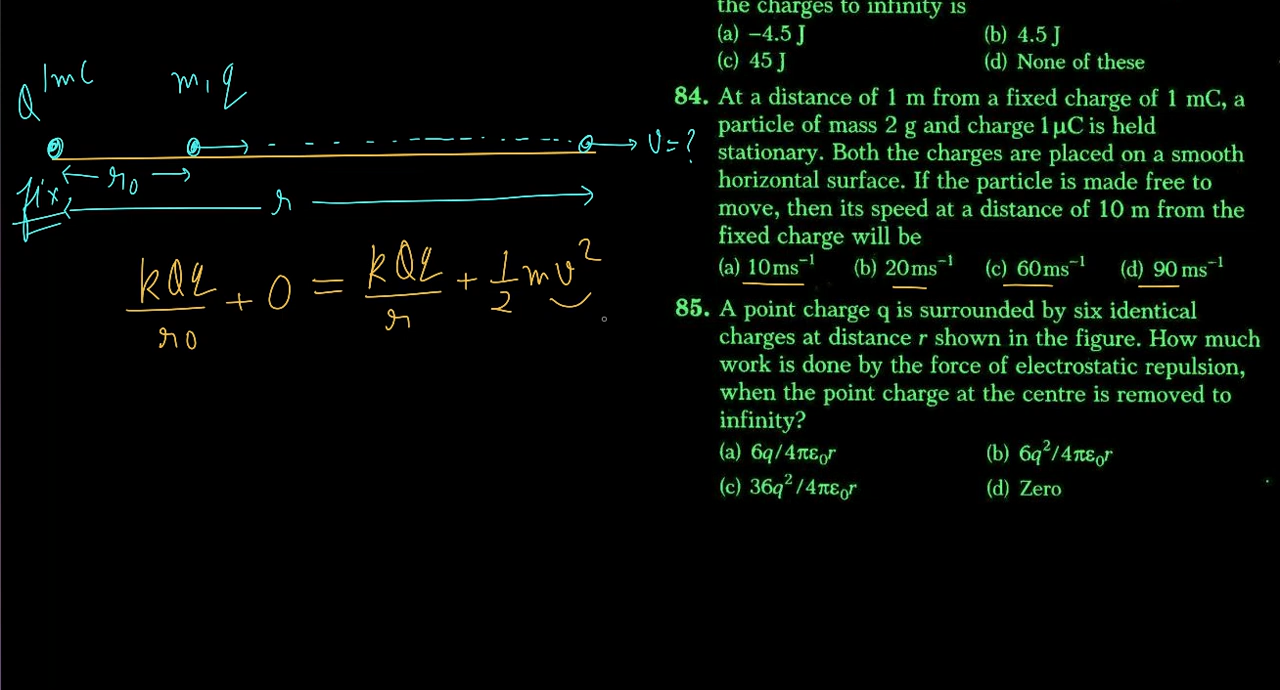 the charges to infinity is
(a) −4.5 J (b) 4.5 J
(c) 45 J (d) None of these
84. At a distance of 1 m from a fixed charge of 1 mC, a
particle of mass 2 g and charge 1 μC is held
stationary. Both the charges are placed on a smooth
horizontal surface. If the particle is made free to
move, then its speed at a distance of 10 m from the
fixed charge will be
(a) 10 ms⁻¹ (b) 20 ms⁻¹ (c) 60 ms⁻¹ (d) 90 ms⁻¹
85. A point charge q is surrounded by six identical
charges at distance r shown in the figure. How much
work is done by the force of electrostatic repulsion,
when the point charge at the centre is removed to
infinity?
(a) 6q/4πε₀r (b) 6q²/4πε₀r
(c) 36q²/4πε₀r (d) Zero
Q 1mC m, q
v = ?
fix r₀
r
kQq/r₀ + 0 = kQq/r + 1/2 mv²